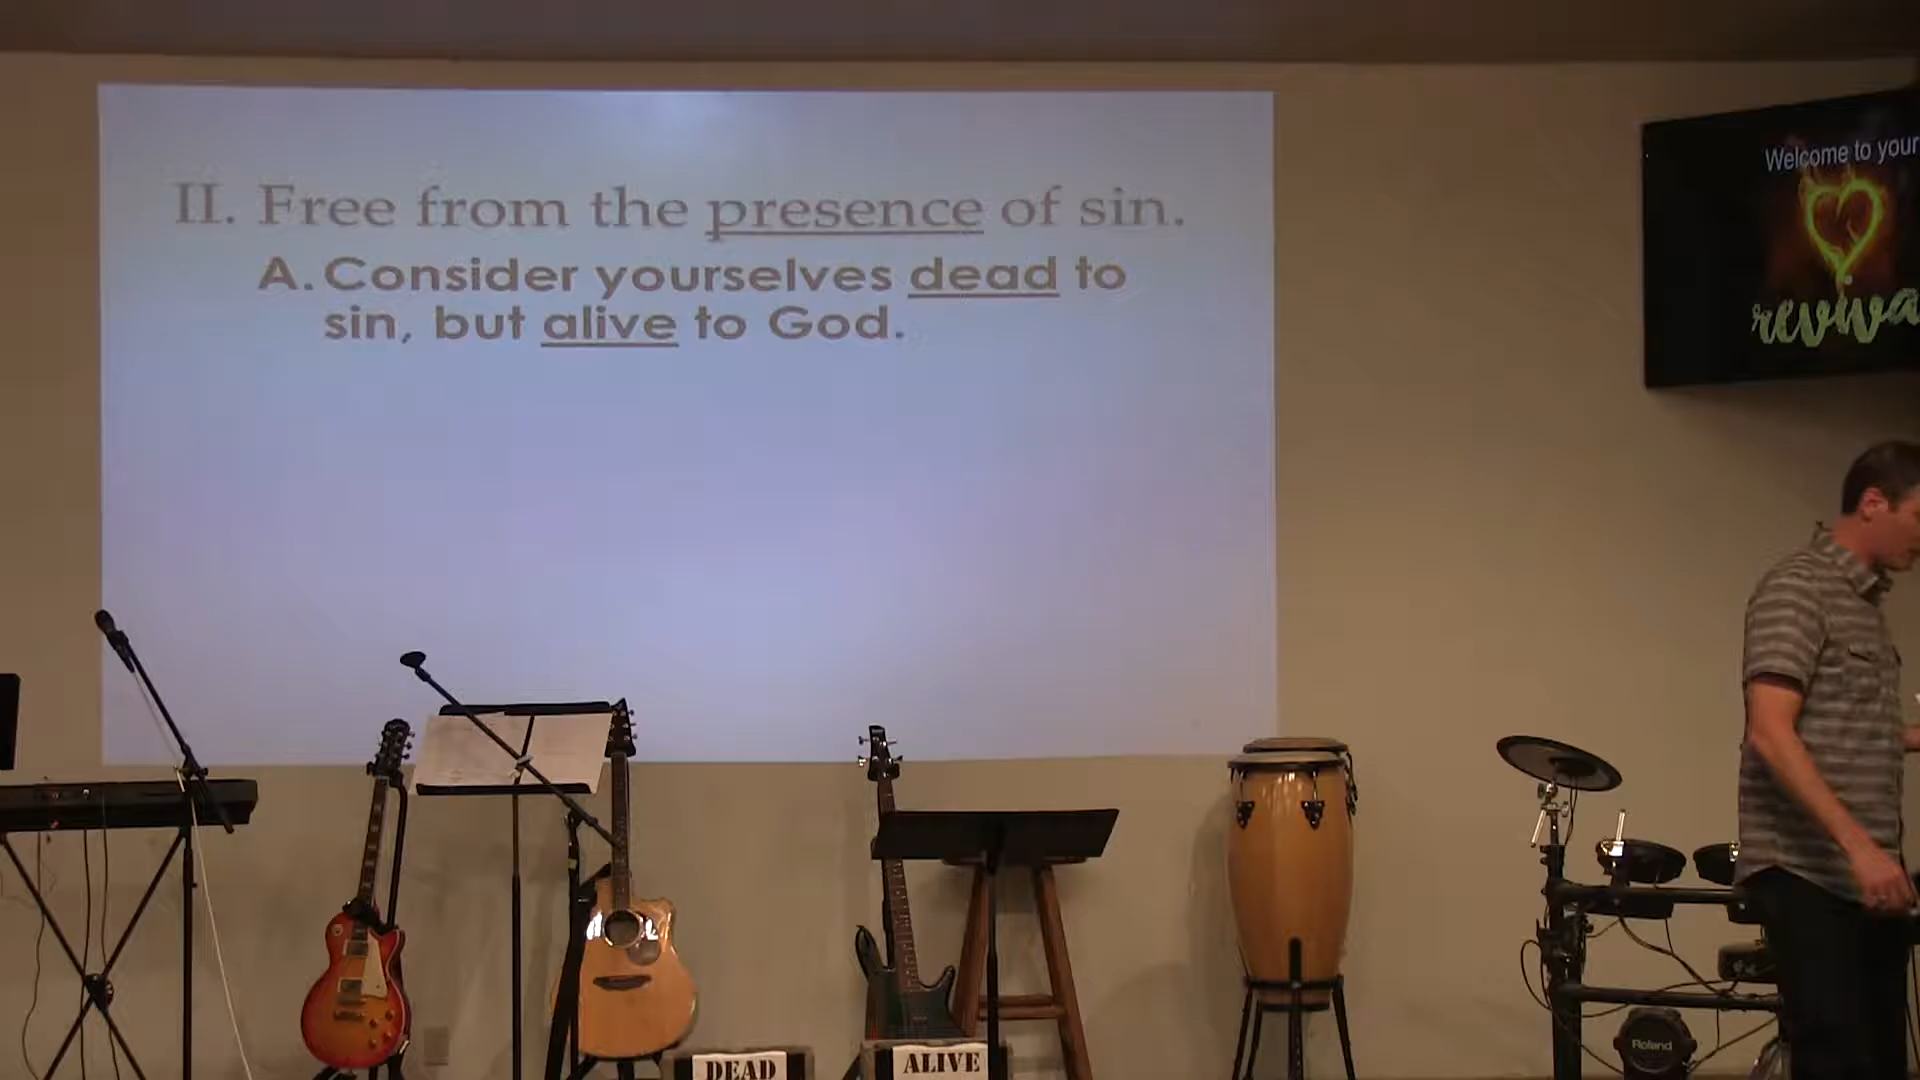 II. Free from the presence of sin.
A. Consider yourselves dead to
sin, but alive to God.
Welcome to your
reviva
DEAD
ALIVE
Roland